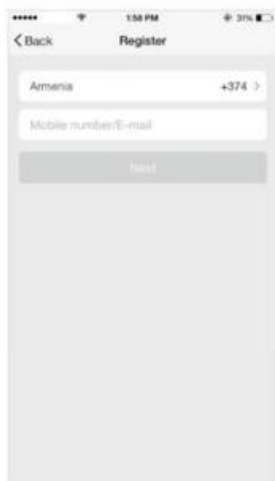 1:58 PM 31%
Back Register
Armenia +374
Mobile number/E-mail
Next